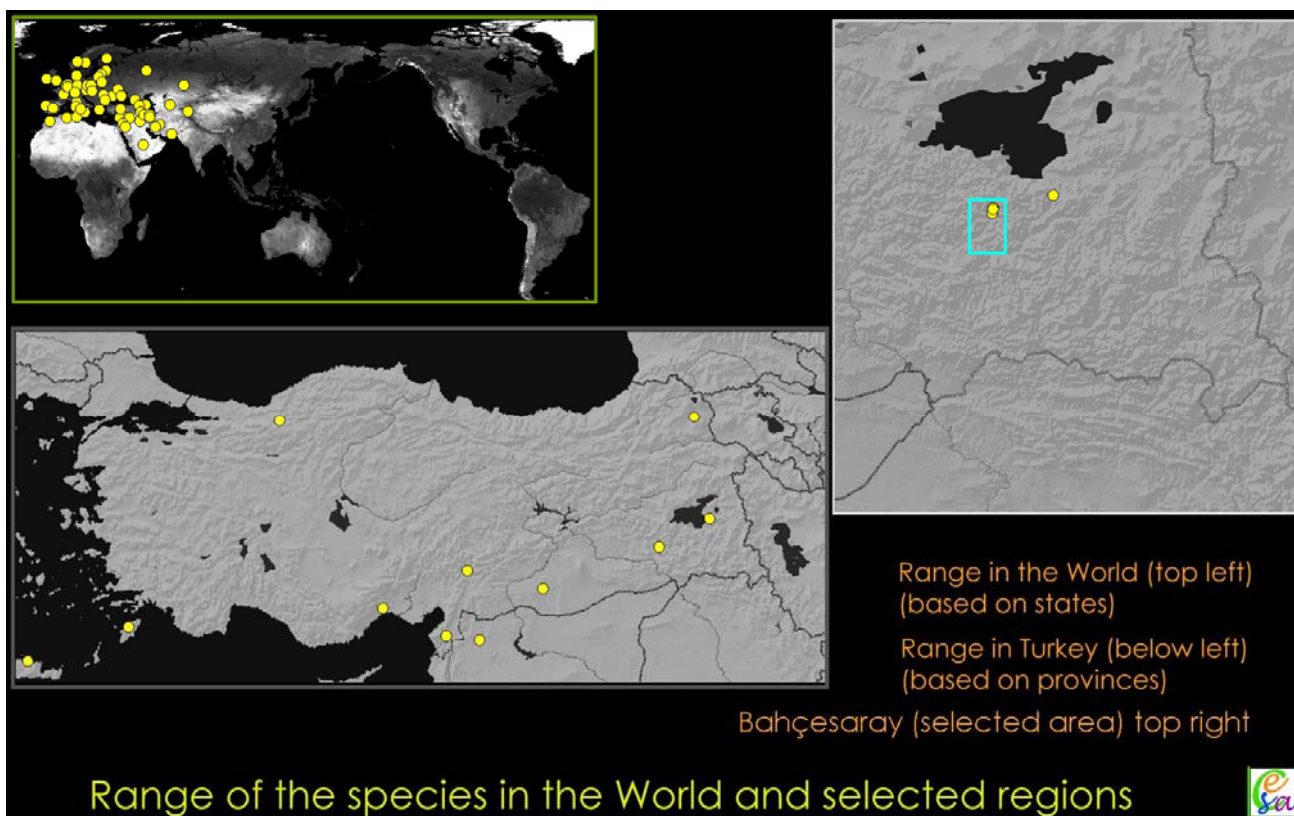 Range in the World (top left)
(based on states)
Range in Turkey (below left)
(based on provinces)
Bahçesaray (selected area) top right
Range of the species in the World and selected regions
Cesa